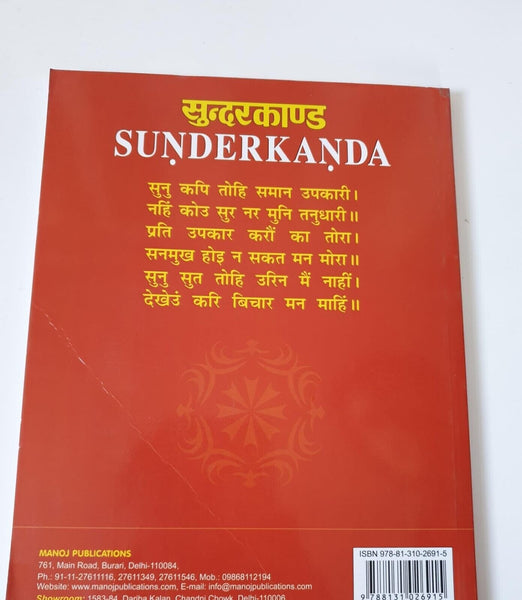 सुन्दरकाण्ड
SUṆDERKAṆDA
सुनु कपि तोहि समान उपकारी।
नहिं कोउ सुर नर मुनि तनुधारी॥
प्रति उपकार करौं का तोरा।
सनमुख होइ न सकत मन मोरा॥
सुनु सुत तोहि उरिन मैं नाहीं।
देखेउं करि बिचार मन माहिं॥
MANOJ PUBLICATIONS
761, Main Road, Burari, Delhi-110084,
Ph.: 91-11-27611116, 27611349, 27611546, Mob.: 09868112194
Website: www.manojpublications.com, E-mail: info@manojpublications.com
Showroom: 1583-84, Dariba Kalan, Chandni Chowk, Delhi-110006
ISBN 978-81-310-2691-5
9 788131 026915